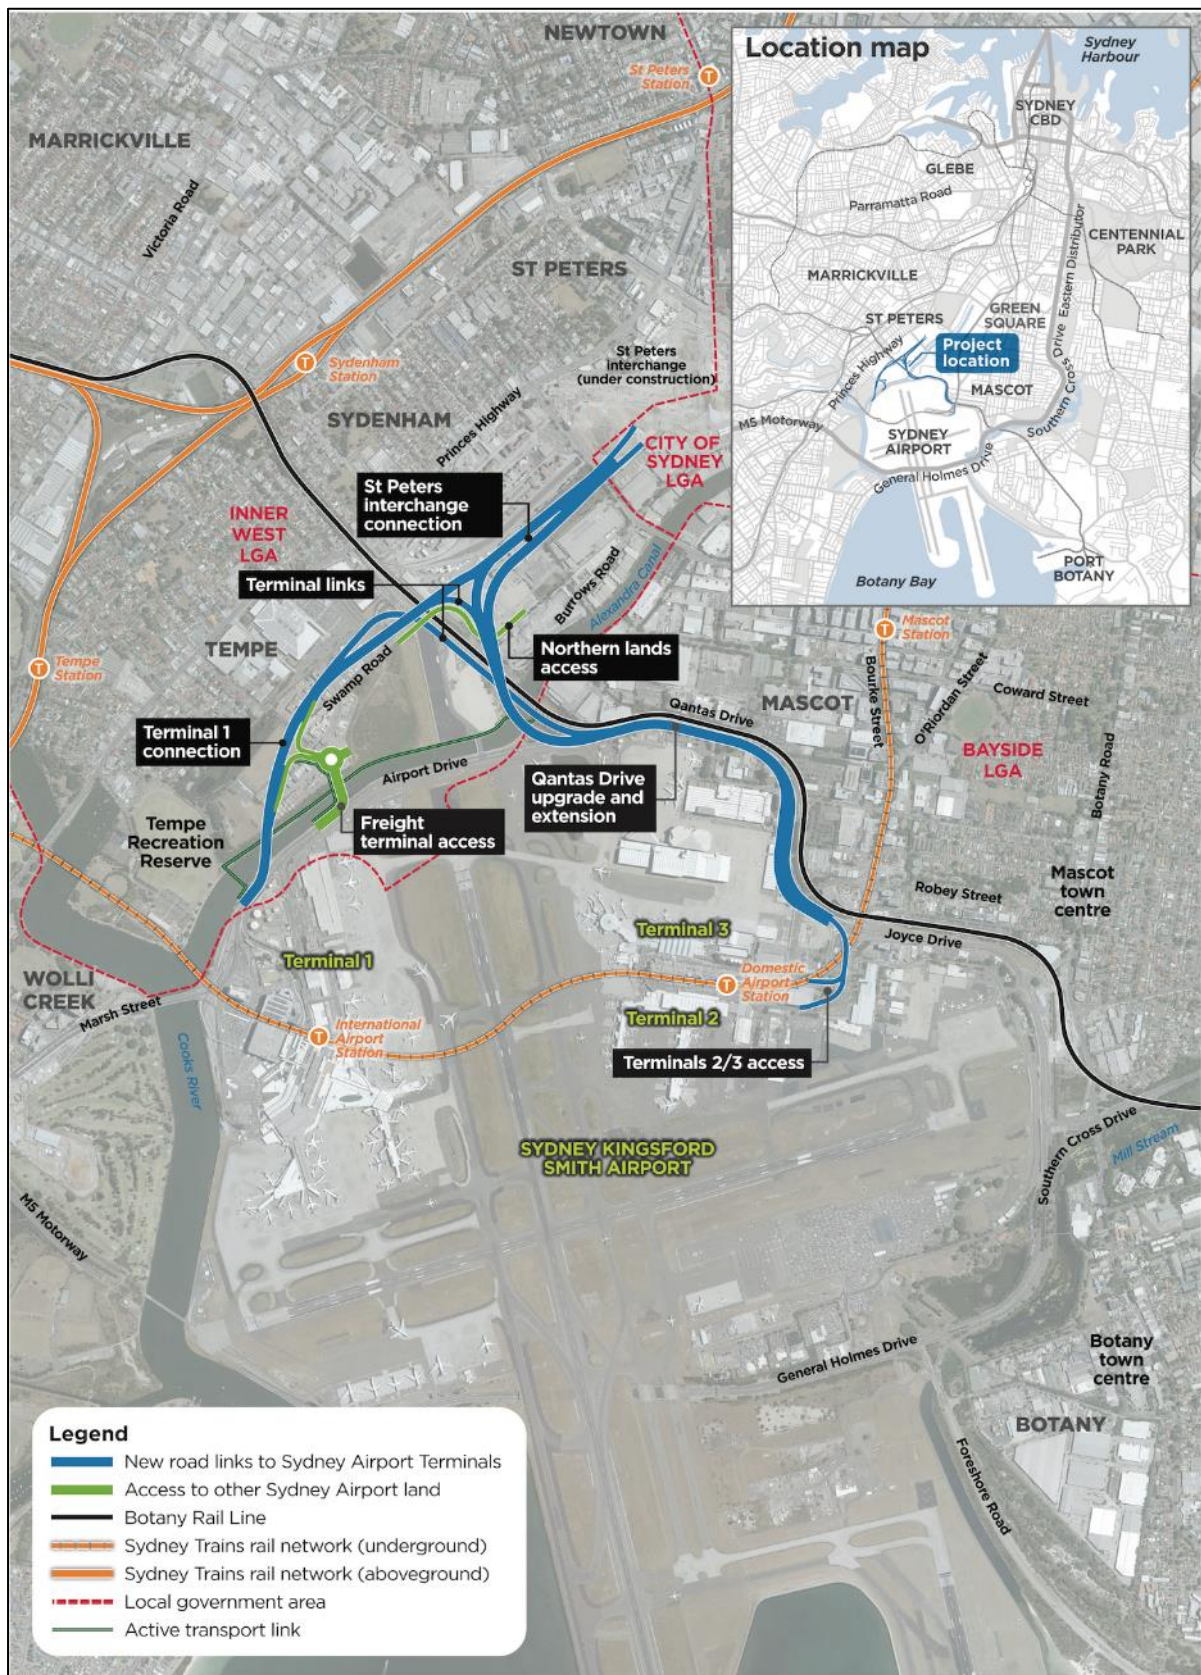 NEWTOWN
St Peters
Station
T
MARRICKVILLE
Victoria Road
ST PETERS
St Peters
interchange
(under construction)
T
Sydenham
Station
SYDENHAM
Princes Highway
CITY OF
SYDNEY
LGA
St Peters
interchange
connection
INNER
WEST
LGA
Terminal links
Burrows Road
Alexandra Canal
TEMPE
T
Tempe
Station
Swamp Road
Northern lands
access
T
Mascot
Station
Bourke Street
O'Riordan Street
Coward Street
MASCOT
Qantas Drive
BAYSIDE
LGA
Botany Road
Terminal 1
connection
Airport Drive
Qantas Drive
upgrade and
extension
Tempe
Recreation
Reserve
Freight
terminal access
Robey Street
Mascot
town
centre
Joyce Drive
Terminal 3
Terminal 1
WOLLI
CREEK
Marsh Street
T
Domestic
Airport
Station
Terminal 2
T
International
Airport
Station
Cooks River
Terminals 2/3 access
Southern Cross Drive
Mill Stream
SYDNEY KINGSFORD
SMITH AIRPORT
M5 Motorway
General Holmes Drive
Botany
town
centre
BOTANY
Foreshore Road
Location map
Sydney
Harbour
SYDNEY
CBD
GLEBE
Parramatta Road
CENTENNIAL
PARK
Eastern Distributor
MARRICKVILLE
GREEN
SQUARE
ST PETERS
Princes Highway
Project
location
MASCOT
Southern Cross Drive
M5 Motorway
SYDNEY
AIRPORT
General Holmes Drive
PORT
BOTANY
Botany Bay
Legend
New road links to Sydney Airport Terminals
Access to other Sydney Airport land
Botany Rail Line
Sydney Trains rail network (underground)
Sydney Trains rail network (aboveground)
Local government area
Active transport link